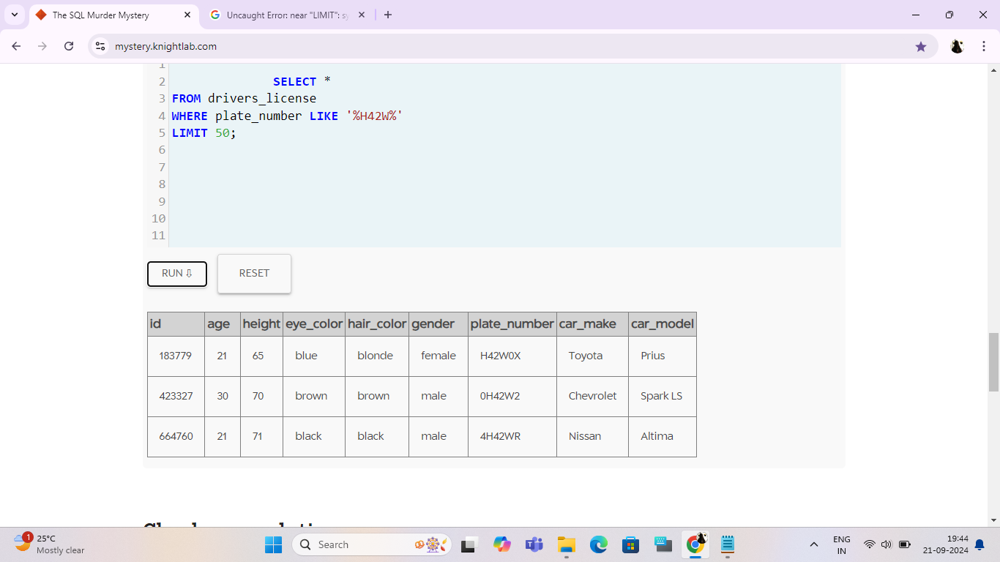 The SQL Murder Mystery
Uncaught Error: near "LIMIT": sy
mystery.knightlab.com
1
2 SELECT *
3 FROM drivers_license
4 WHERE plate_number LIKE '%H42W%'
5 LIMIT 50;
6
7
8
9
10
11
RUN ⇩ RESET
id age height eye_color hair_color gender plate_number car_make car_model
183779 21 65 blue blonde female H42W0X Toyota Prius
423327 30 70 brown brown male 0H42W2 Chevrolet Spark LS
664760 21 71 black black male 4H42WR Nissan Altima
1
25°C
Mostly clear
Search
ENG
IN
19:44
21-09-2024